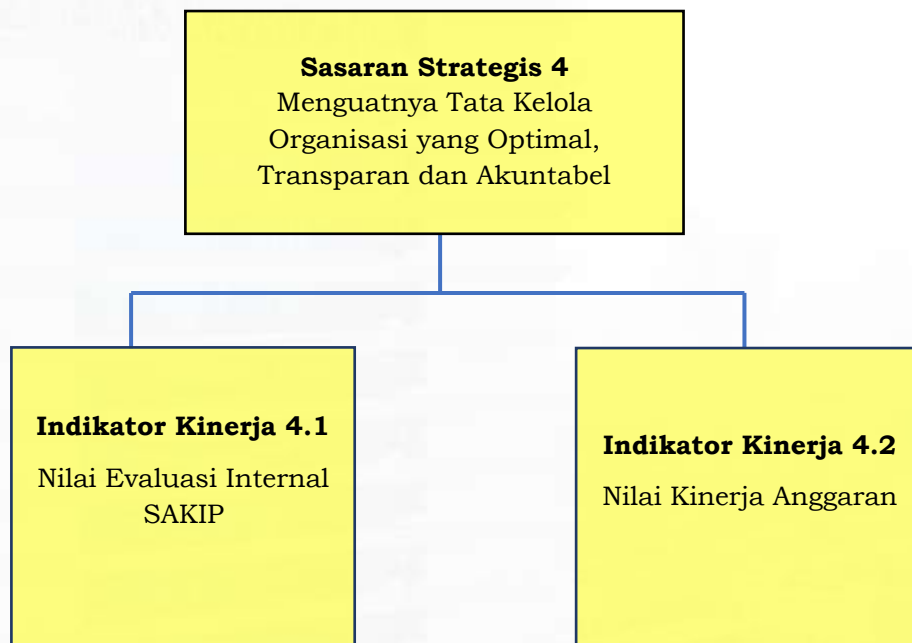 Sasaran Strategis 4
Menguatnya Tata Kelola
Organisasi yang Optimal,
Transparan dan Akuntabel
Indikator Kinerja 4.1
Nilai Evaluasi Internal
SAKIP
Indikator Kinerja 4.2
Nilai Kinerja Anggaran